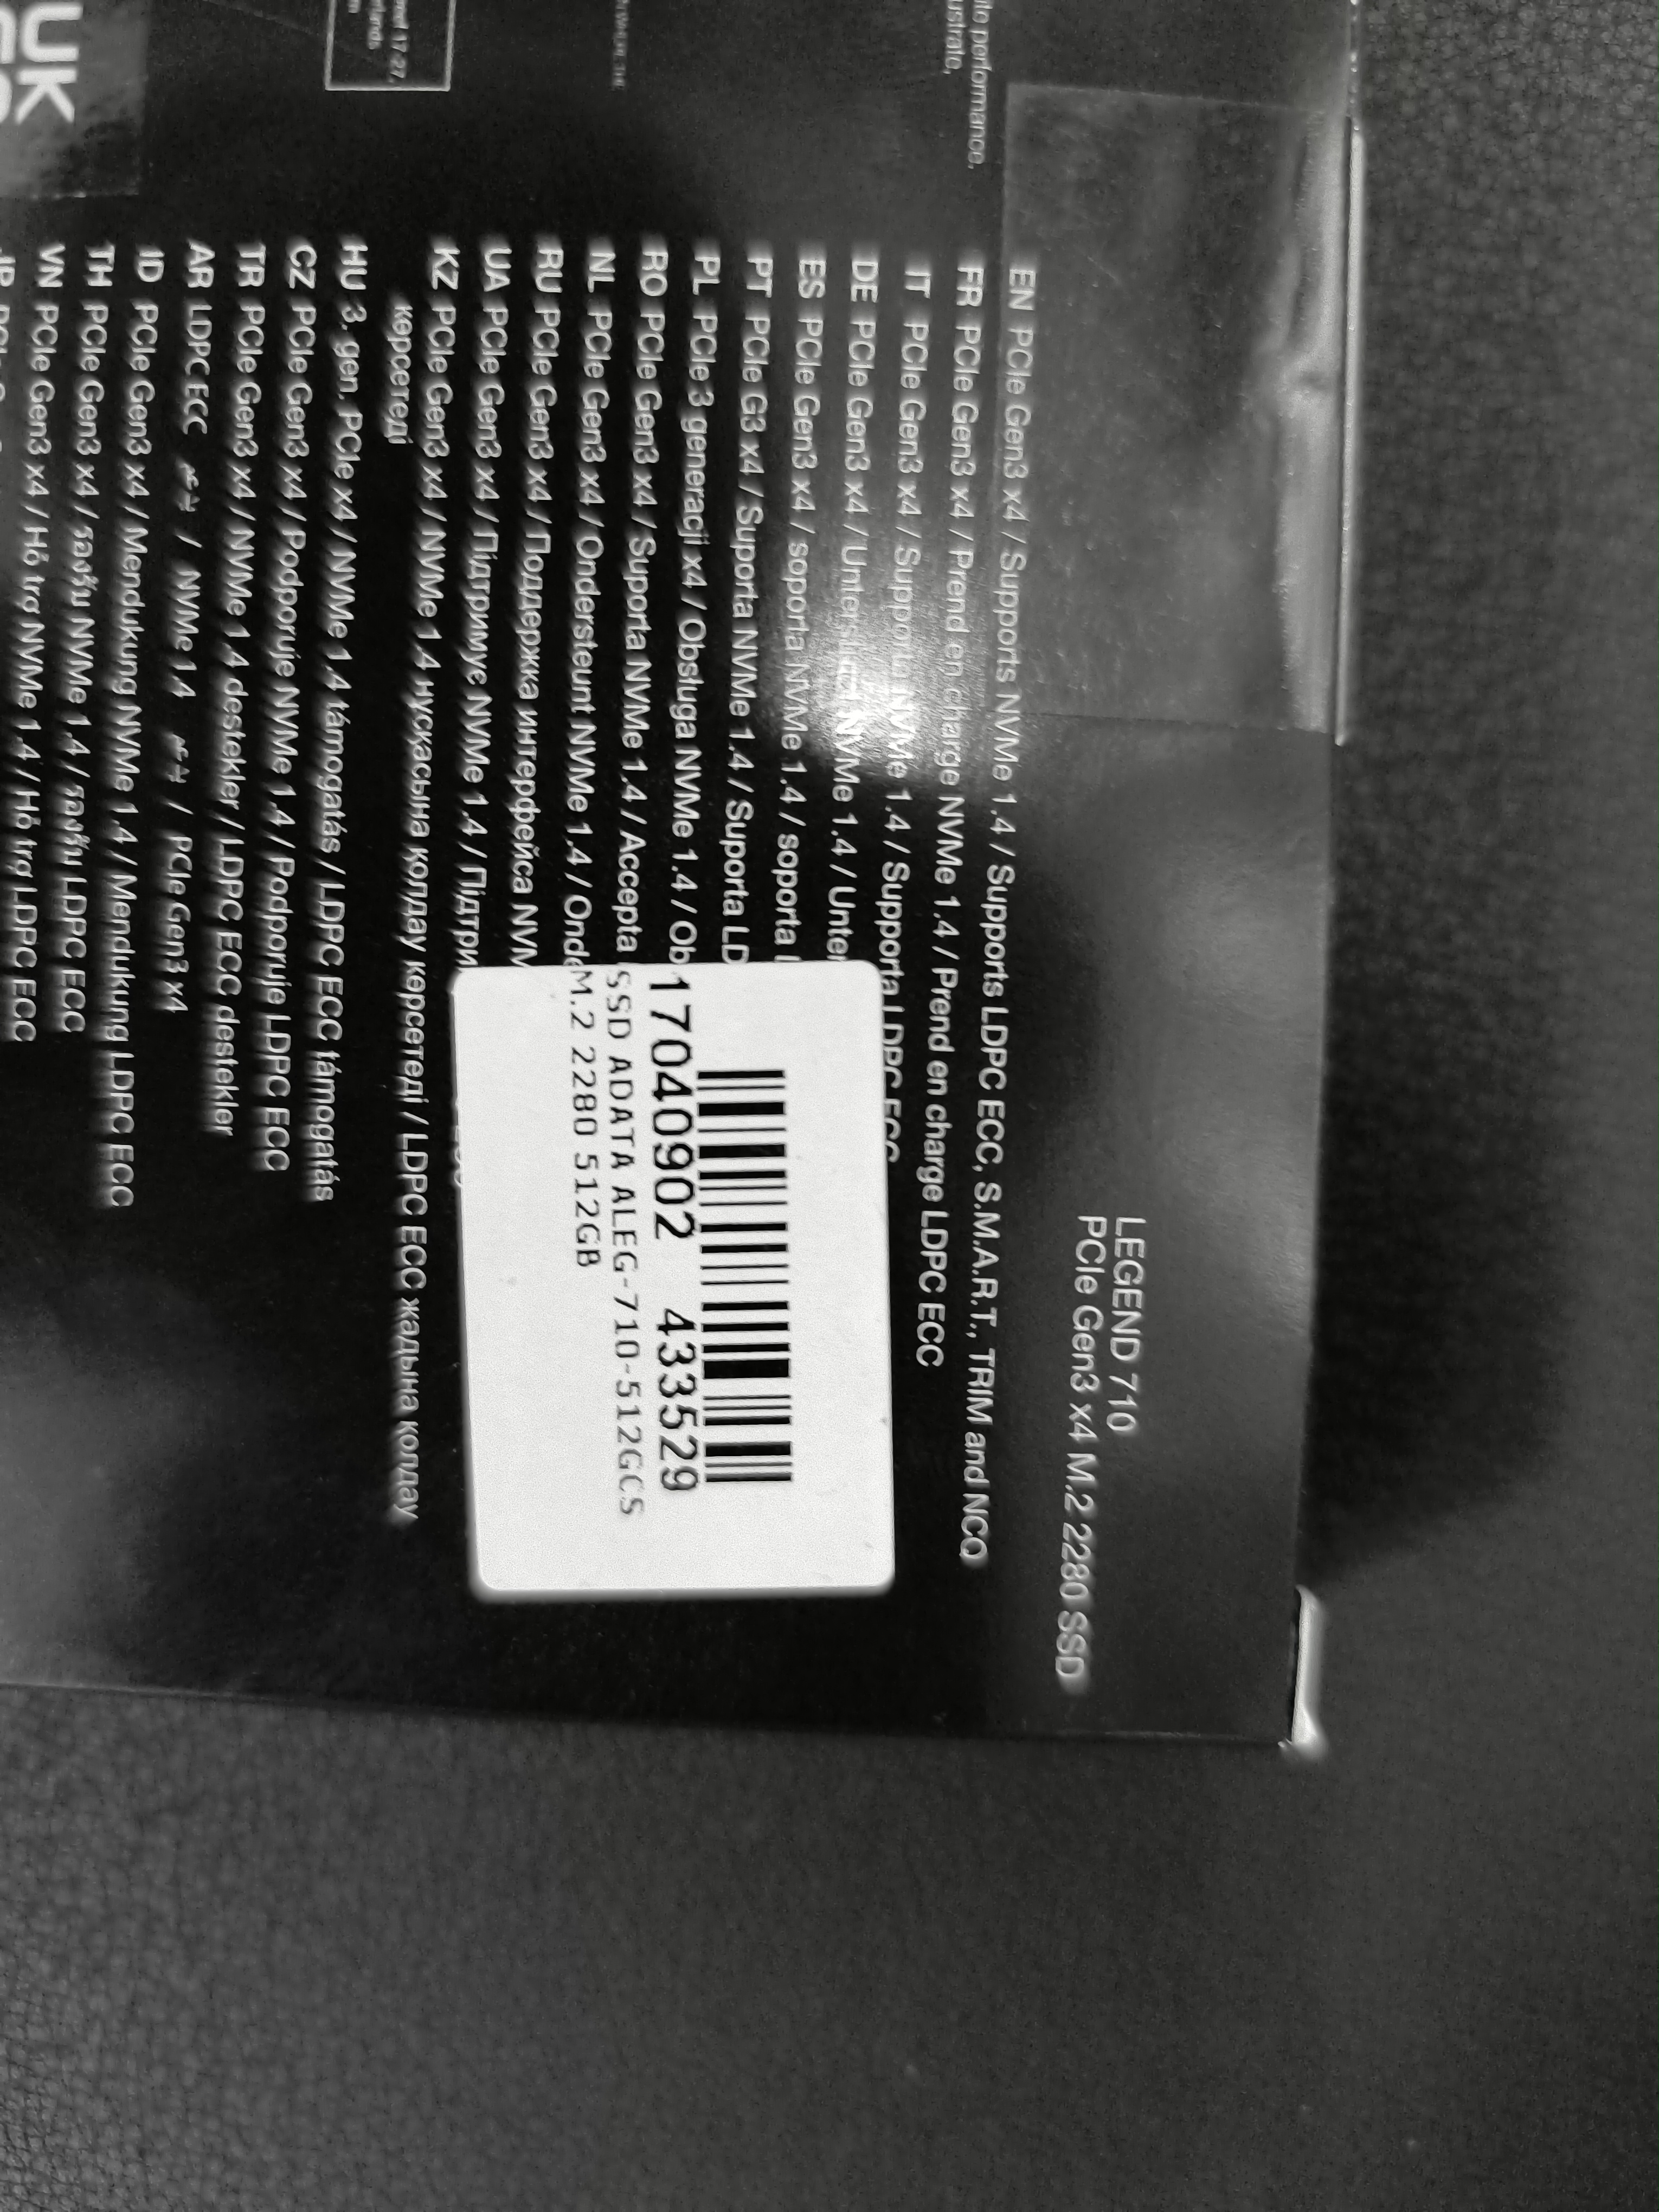 LEGEND 710
PCIe Gen3 x4 M.2 2280 SSD
ustrate,
performance,
EN PCIe Gen3 x4 / Supports NVMe 1.4 / Supports LDPC ECC, S.M.A.R.T., TRIM and NCQ
FR PCIe Gen3 x4 / Prend en charge NVMe 1.4 / Prend en charge LDPC ECC
IT PCIe Gen3 x4 / Supporta NVMe 1.4 / Supporta LDPC ECC
DE PCIe Gen3 x4 / Unterstützt NVMe 1.4 / Unter
ES PCIe Gen3 x4 / soporta NVMe 1.4 / soporta
PT PCIe G3 x4 / Suporta NVMe 1.4 / Suporta LD
PL PCIe 3 generacji x4 / Obsługa NVMe 1.4 / Ob
RO PCIe Gen3 x4 / Suporta NVMe 1.4 / Accepta
NL PCIe Gen3 x4 / Ondersteunt NVMe 1.4 / Onde
RU PCIe Gen3 x4 / Поддержка интерфейса NVM
UA PCIe Gen3 x4 / Підтримує NVMe 1.4 / Підтри
KZ PCIe Gen3 x4 / NVMe 1.4 нұсқасына қолдау көрсетеді / LDPC ECC жадына қолдау
көрсетеді
HU 3. gen. PCIe x4 / NVMe 1.4 támogatás / LDPC ECC támogatás
CZ PCIe Gen3 x4 / Podporuje NVMe 1.4 / Podporuje LDPC ECC
TR PCIe Gen3 x4 / NVMe 1.4 destekler / LDPC ECC destekler
AR LDPC ECC / NVMe 1.4 / PCIe Gen3 x4
ID PCIe Gen3 x4 / Mendukung NVMe 1.4 / Mendukung LDPC ECC
TH PCIe Gen3 x4 / รองรับ NVMe 1.4 / รองรับ LDPC ECC
VN PCIe Gen3 x4 / Hỗ trợ NVMe 1.4 / Hỗ trợ LDPC ECC
17040902 433529
SSD ADATA ALEG-710-512GCS
M.2 2280 512GB
UK